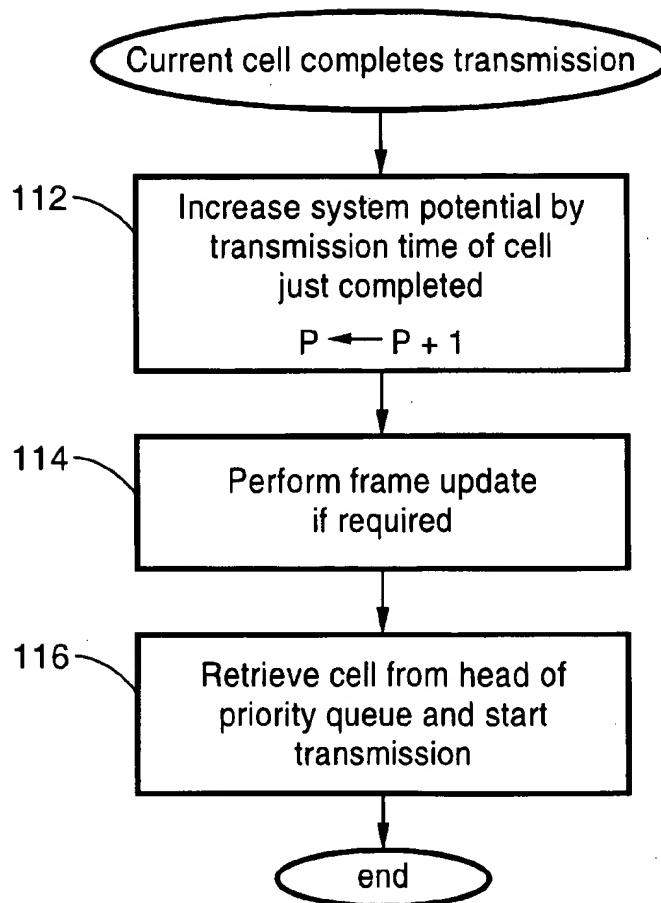 Current cell completes transmission
112
Increase system potential by
transmission time of cell
just completed
P ← P + 1
114
Perform frame update
if required
116
Retrieve cell from head of
priority queue and start
transmission
end